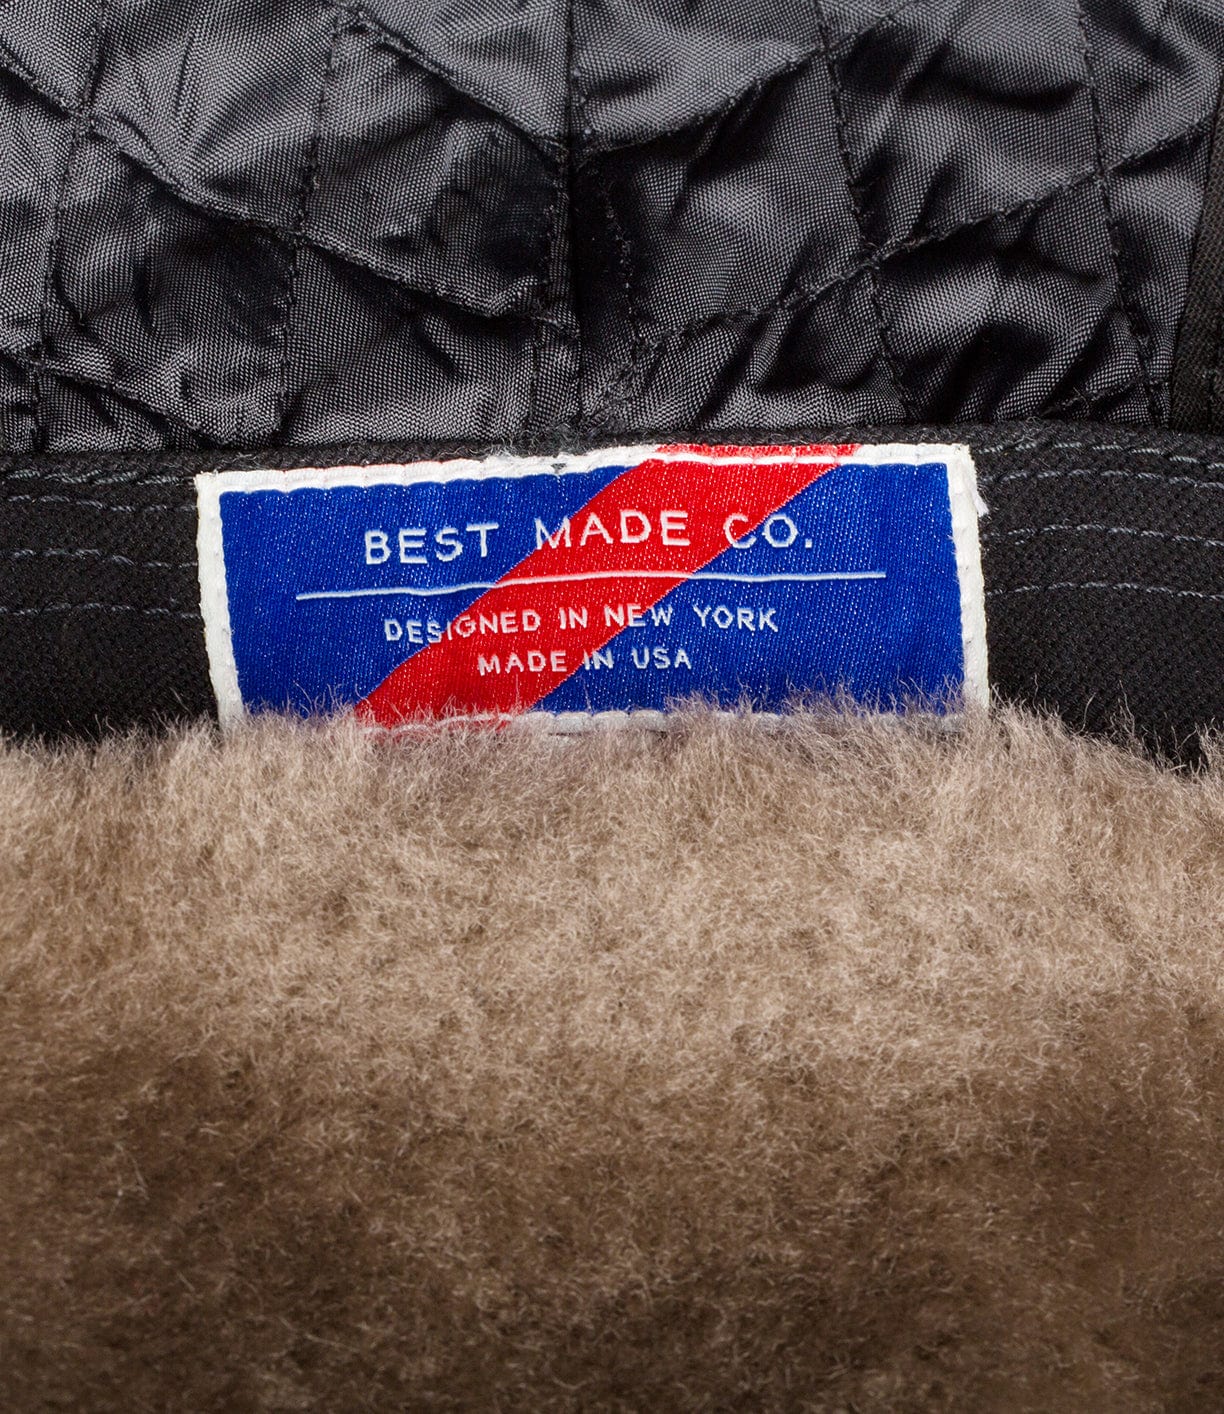 BEST MADE CO.
DESIGNED IN NEW YORK
MADE IN USA